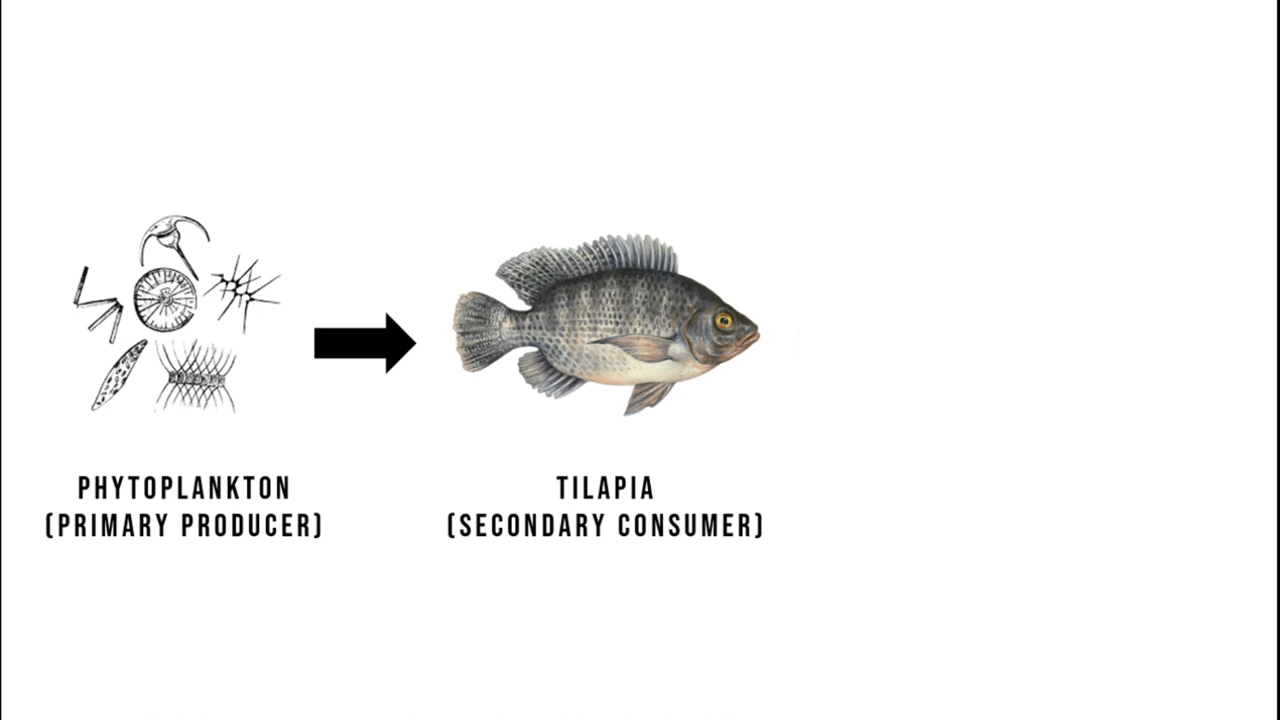 PHYTOPLANKTON
(PRIMARY PRODUCER)
TILAPIA
(SECONDARY CONSUMER)